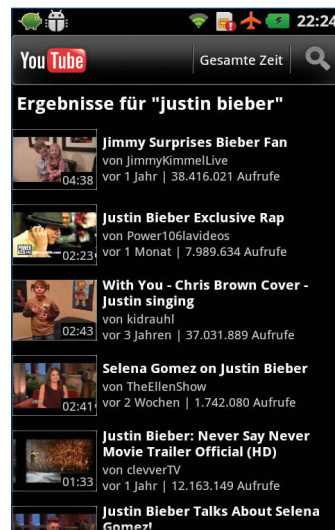 22:24
YouTube
Gesamte Zeit
Ergebnisse für "justin bieber"
Jimmy Surprises Bieber Fan
von JimmyKimmelLive
04:38
vor 1 Jahr | 38.416.021 Aufrufe
Justin Bieber Exclusive Rap
von Power106lavideos
02:23
vor 1 Monat | 7.989.634 Aufrufe
With You - Chris Brown Cover -
Justin singing
von kidrauhl
02:43
vor 3 Jahren | 37.031.889 Aufrufe
Selena Gomez on Justin Bieber
von TheEllenShow
02:41
vor 2 Wochen | 1.742.080 Aufrufe
Justin Bieber: Never Say Never
Movie Trailer Official (HD)
von clevverTV
01:33
vor 1 Jahr | 12.163.149 Aufrufe
Justin Bieber Talks About Selena
Gomez!